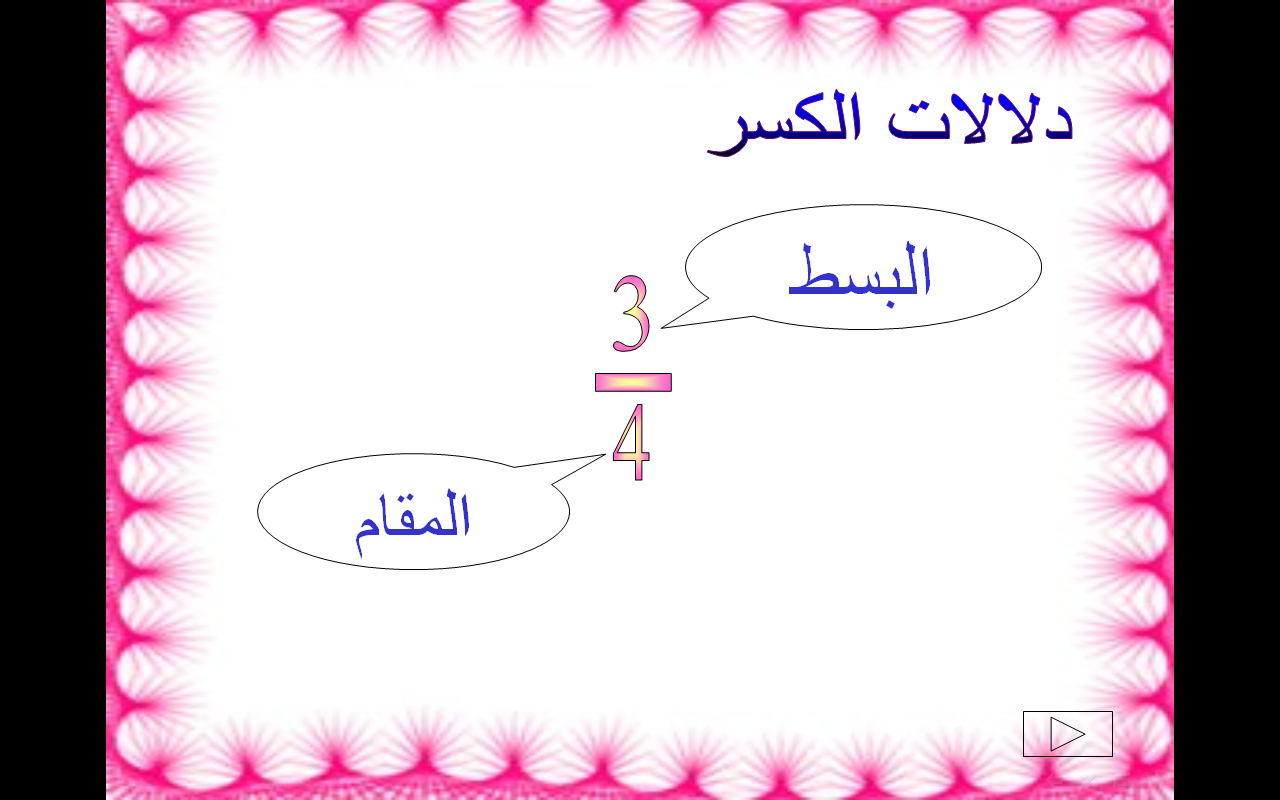 دلالات الكسر
البسط
3
4
المقام